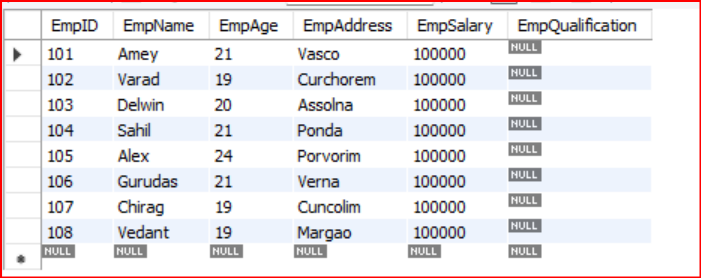 EmpID EmpName EmpAge EmpAddress EmpSalary EmpQualification
101 Amey 21 Vasco 100000 NULL
102 Varad 19 Curchorem 100000 NULL
103 Delwin 20 Assolna 100000 NULL
104 Sahil 21 Ponda 100000 NULL
105 Alex 24 Porvorim 100000 NULL
106 Gurudas 21 Verna 100000 NULL
107 Chirag 19 Cuncolim 100000 NULL
108 Vedant 19 Margao 100000 NULL
NULL NULL NULL NULL NULL NULL